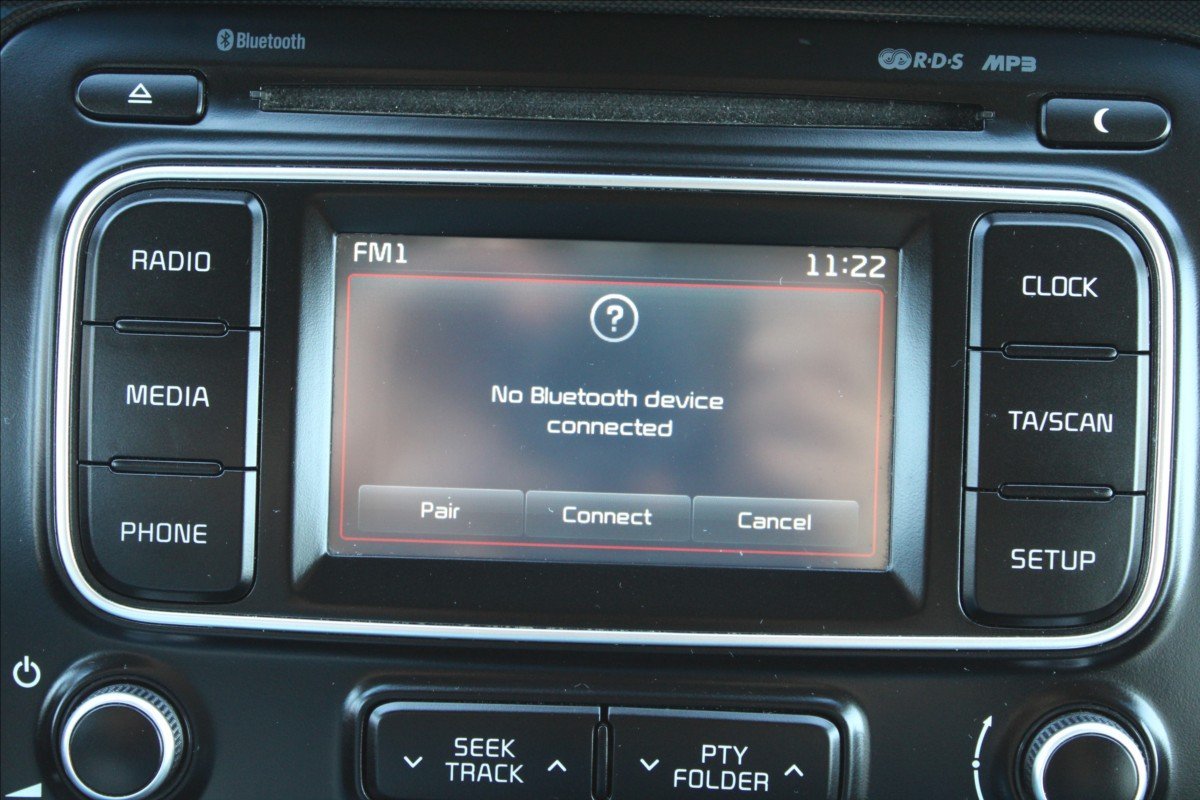 Bluetooth
R·D·S MP3
RADIO
MEDIA
PHONE
FM1
11:22
?
No Bluetooth device
connected
Pair
Connect
Cancel
CLOCK
TA/SCAN
SETUP
SEEK
TRACK
PTY
FOLDER